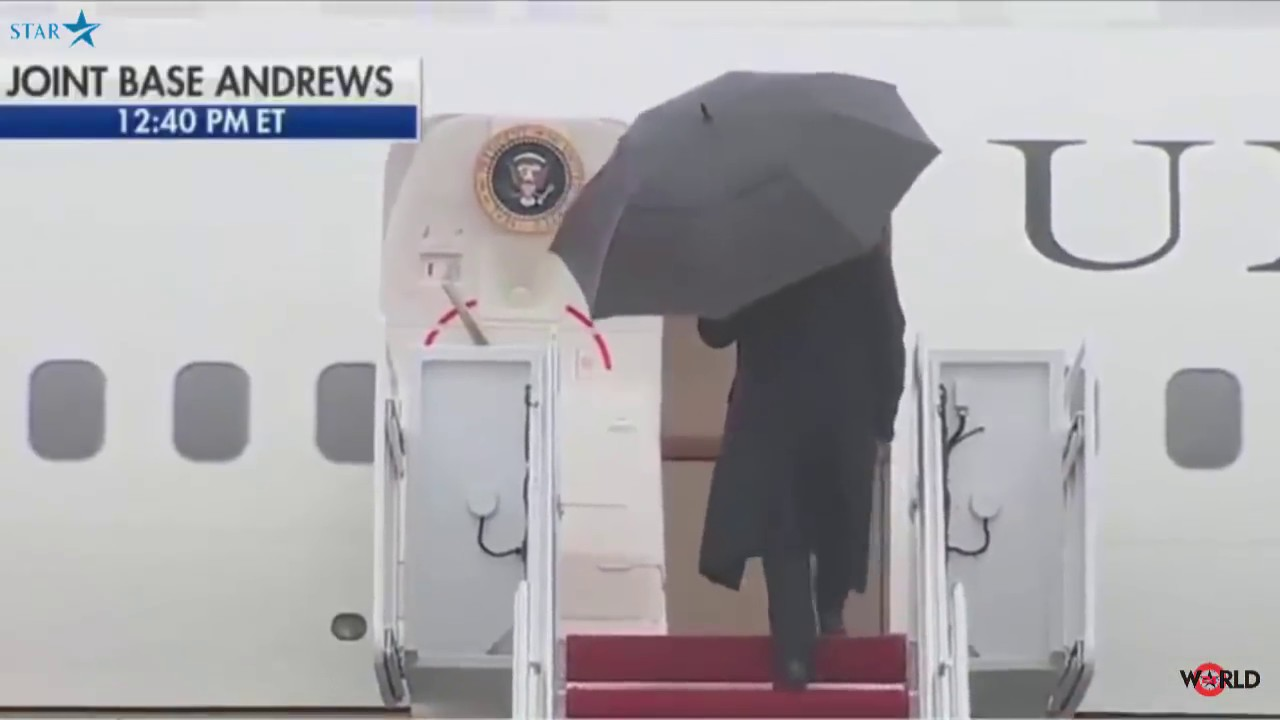 STAR
JOINT BASE ANDREWS
12:40 PM ET
U
WORLD